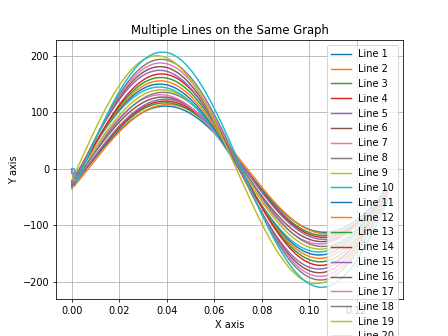 Multiple Lines on the Same Graph
Y axis
200
100
0
−100
−200
0.00
0.02
0.04
0.06
0.08
0.10
X axis
Line 1
Line 2
Line 3
Line 4
Line 5
Line 6
Line 7
Line 8
Line 9
Line 10
Line 11
Line 12
Line 13
Line 14
Line 15
Line 16
Line 17
Line 18
Line 19
Line 20